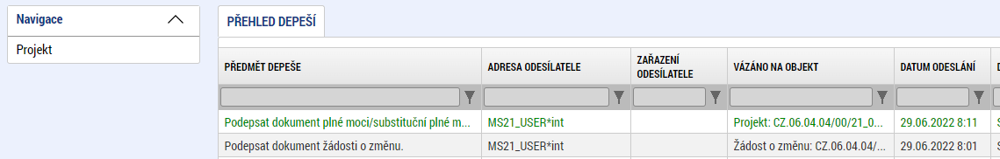 Navigace
Projekt
PŘEHLED DEPEŠÍ
PŘEDMĚT DEPEŠE ADRESA ODESÍLATELE ZAŘAZENÍ ODESÍLATELE VÁZÁNO NA OBJEKT DATUM ODESLÁNÍ
Podepsat dokument plné moci/substituční plné m... MS21_USER*int Projekt: CZ.06.04.04/00/21_0... 29.06.2022 8:11
Podepsat dokument žádosti o změnu. MS21_USER*int Žádost o změnu: CZ.06.04.04/... 29.06.2022 8:01